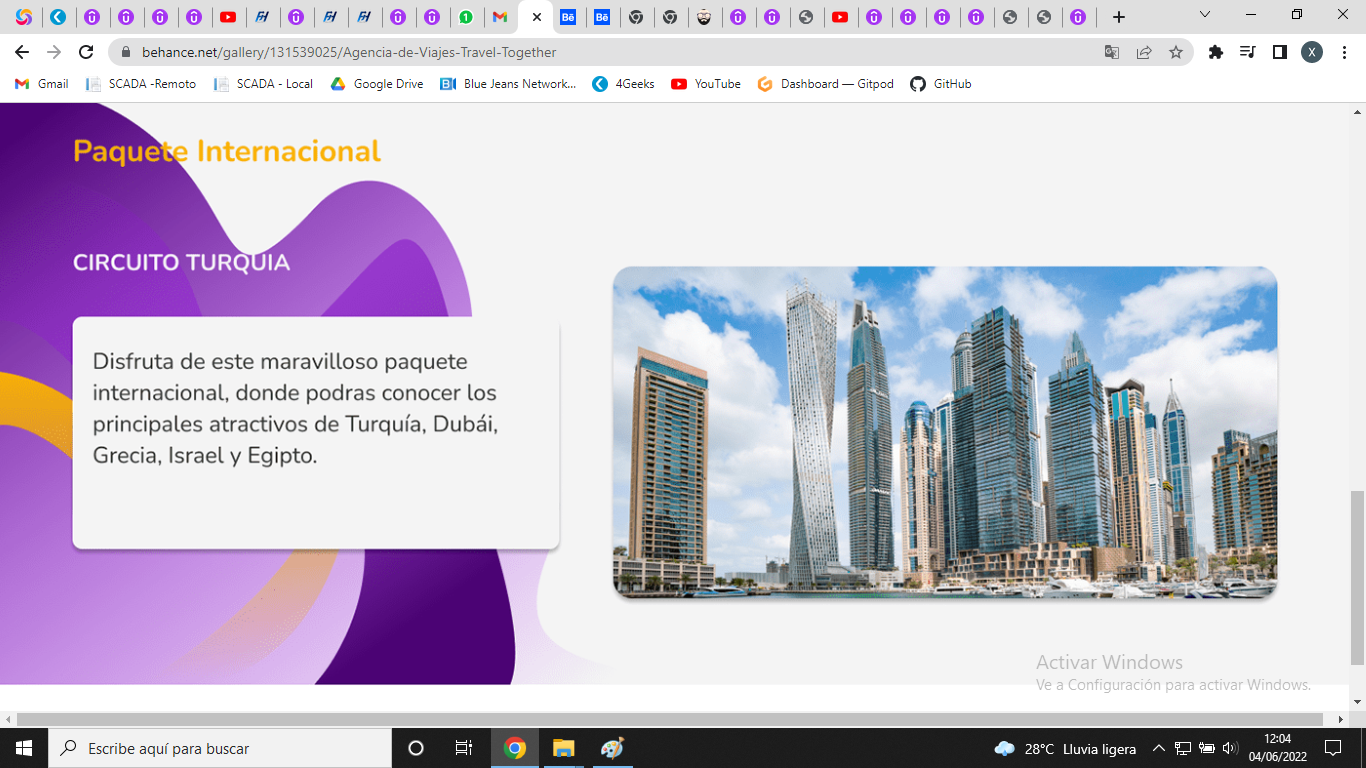 behance.net/gallery/131539025/Agencia-de-Viajes-Travel-Together
X
Gmail
SCADA -Remoto
SCADA - Local
Google Drive
Blue Jeans Network...
4Geeks
YouTube
Dashboard — Gitpod
GitHub
Paquete Internacional
CIRCUITO TURQUIA
Disfruta de este maravilloso paquete
internacional, donde podras conocer los
principales atractivos de Turquía, Dubái,
Grecia, Israel y Egipto.
Activar Windows
Ve a Configuración para activar Windows.
Escribe aquí para buscar
28°C Lluvia ligera
12:04
04/06/2022